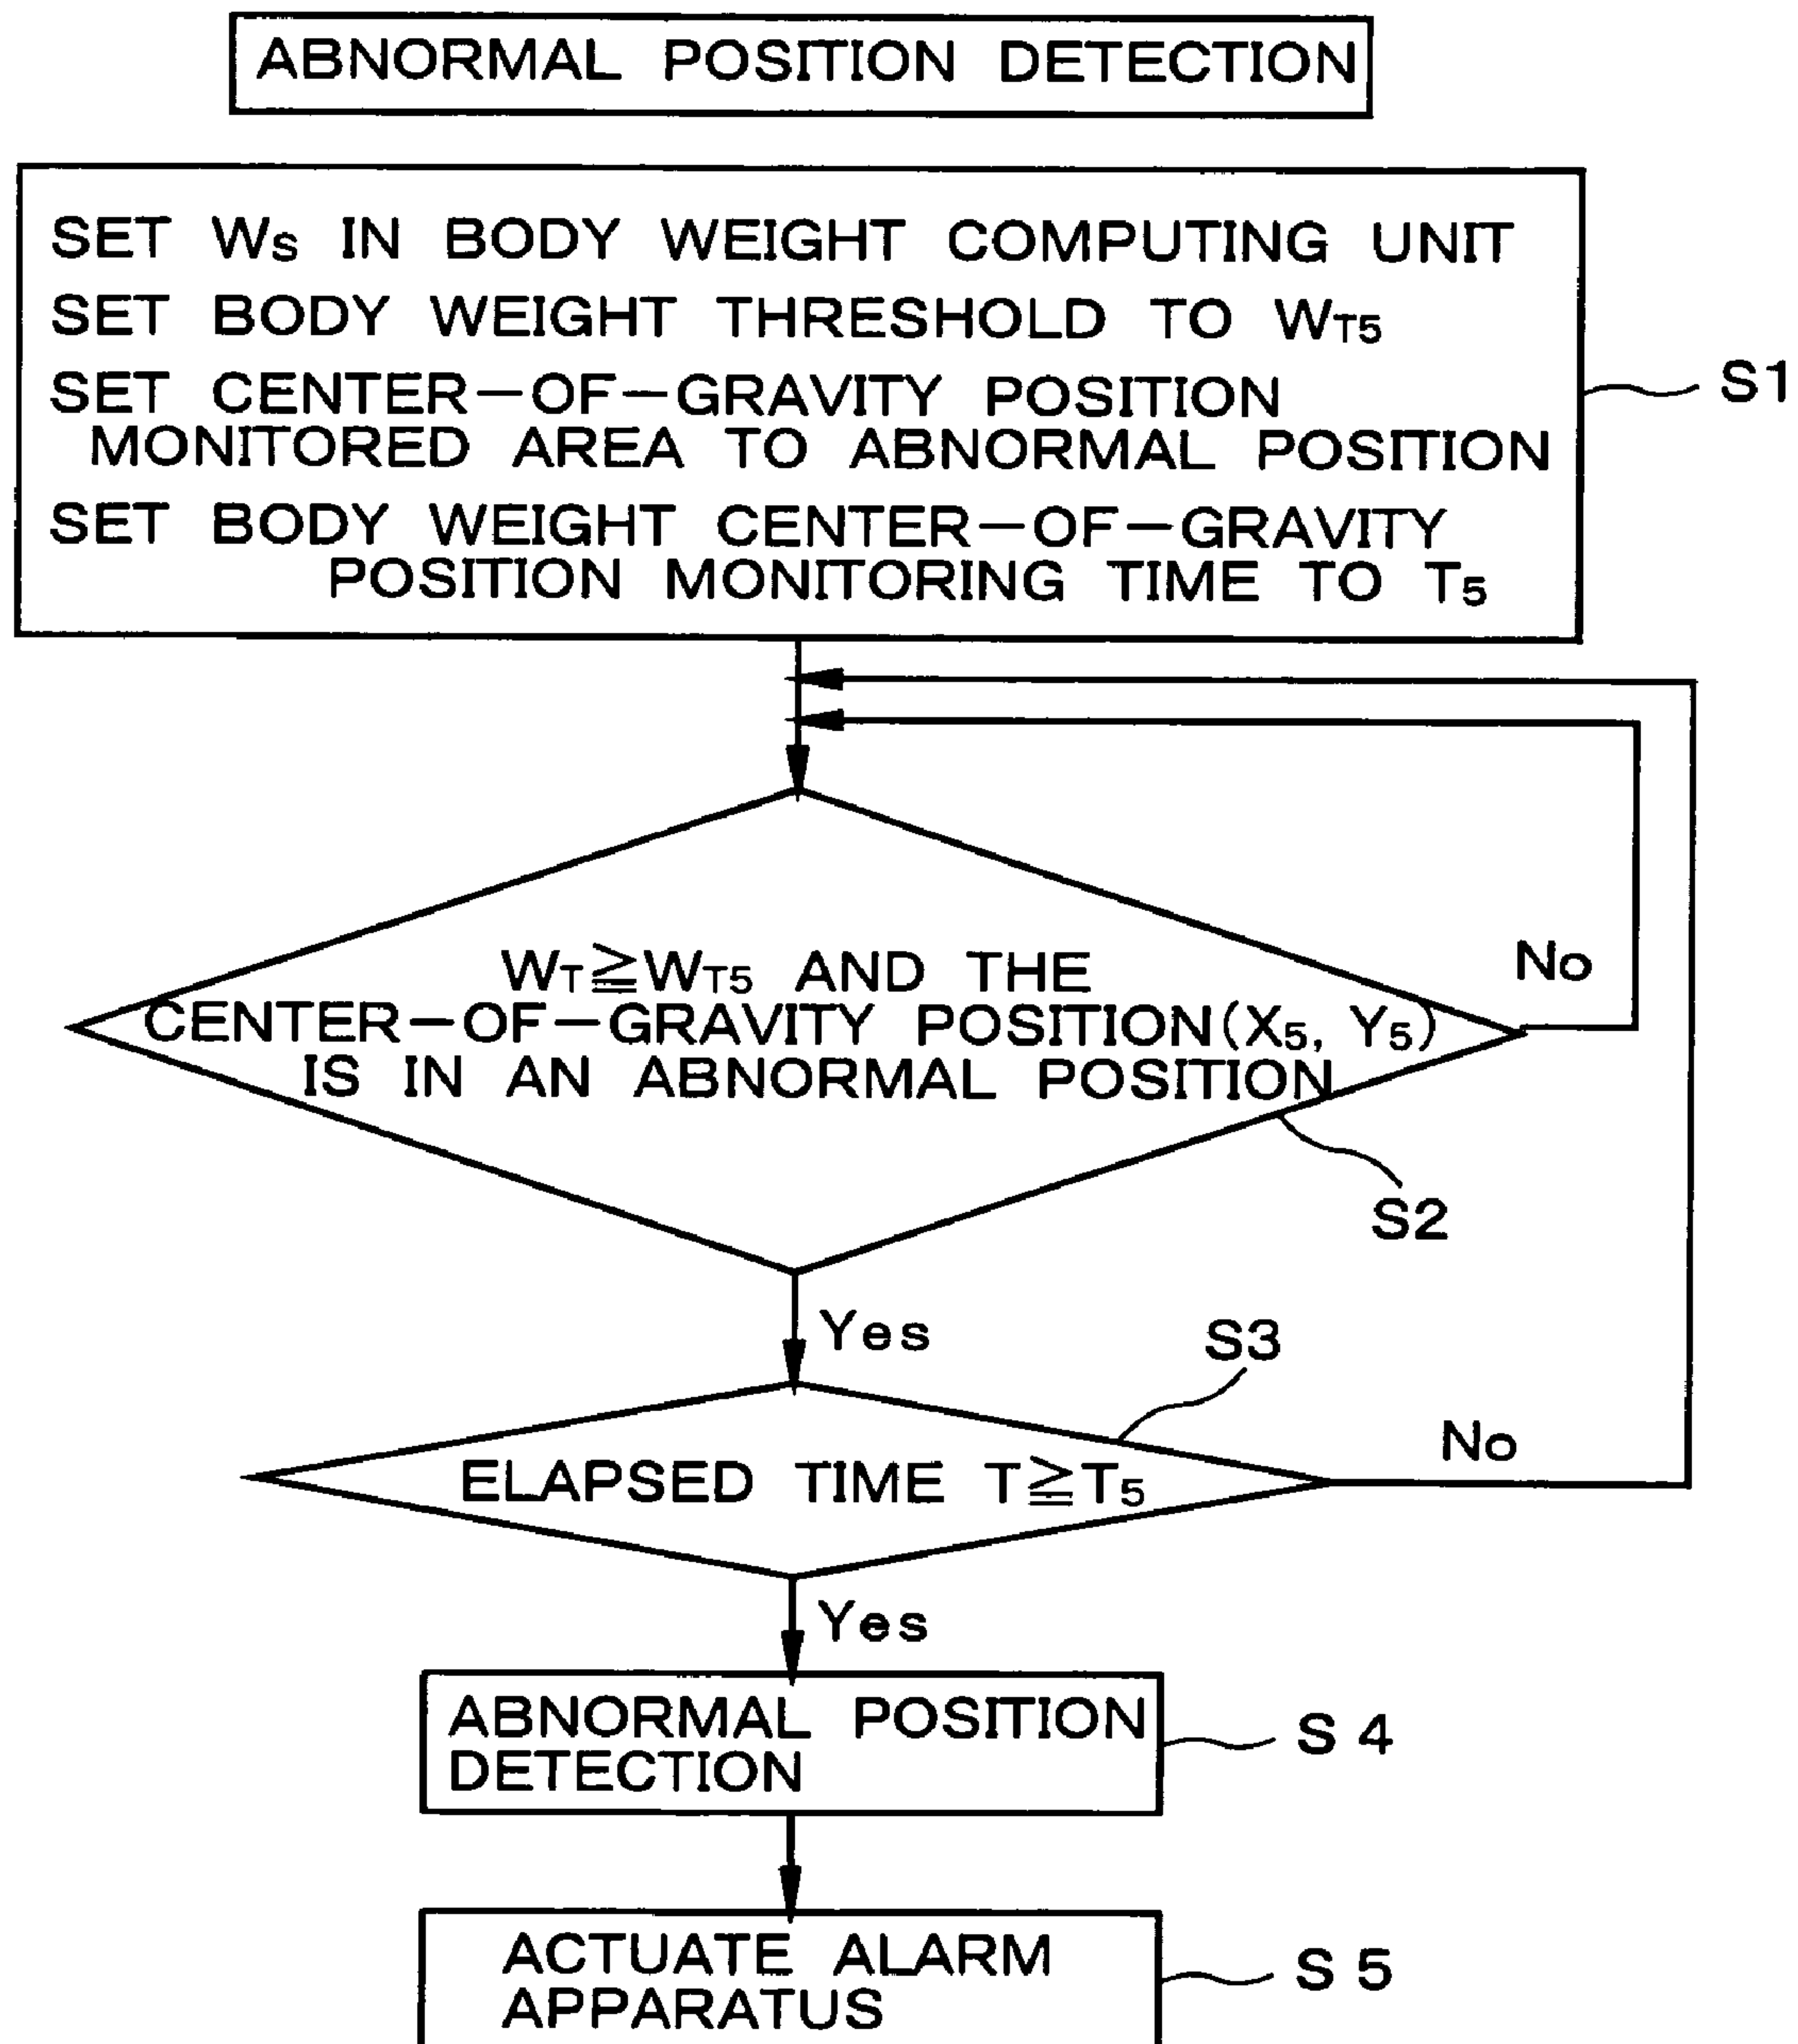 ABNORMAL POSITION DETECTION
SET Ws IN BODY WEIGHT COMPUTING UNIT
SET BODY WEIGHT THRESHOLD TO WT5
SET CENTER-OF-GRAVITY POSITION
MONITORED AREA TO ABNORMAL POSITION
SET BODY WEIGHT CENTER-OF-GRAVITY
POSITION MONITORING TIME TO T5
S1
WT≧WT5 AND THE
CENTER-OF-GRAVITY POSITION(X5, Y5)
IS IN AN ABNORMAL POSITION
No
S2
Yes
S3
ELAPSED TIME T≧T5
No
Yes
ABNORMAL POSITION
DETECTION
S 4
ACTUATE ALARM
APPARATUS
S 5